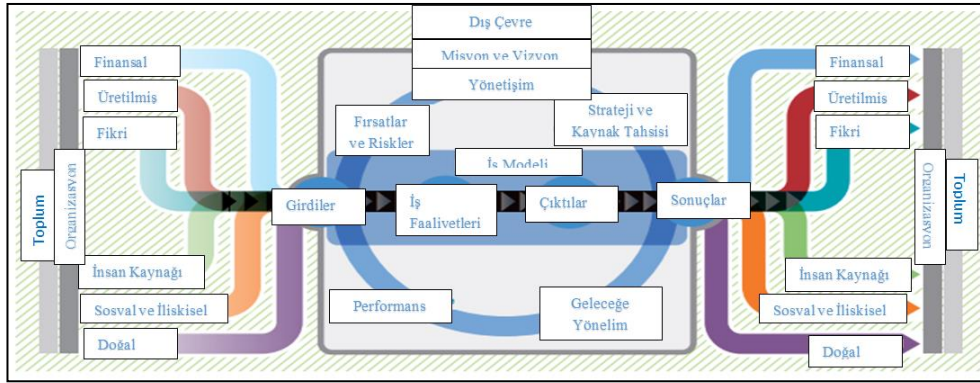 Dış Çevre
Misyon ve Vizyon
Yönetişim
Finansal
Üretilmiş
Fikri
Toplum
Organizasyon
İnsan Kaynağı
Sosyal ve İlişkisel
Doğal
Fırsatlar
ve Riskler
Strateji ve
Kaynak Tahsisi
İş Modeli
Girdiler
İş
Faaliyetleri
Çıktılar
Sonuçlar
Performans
Geleceğe
Yönelim
Finansal
Üretilmiş
Fikri
Organizasyon
Toplum
İnsan Kaynağı
Sosyal ve İlişkisel
Doğal